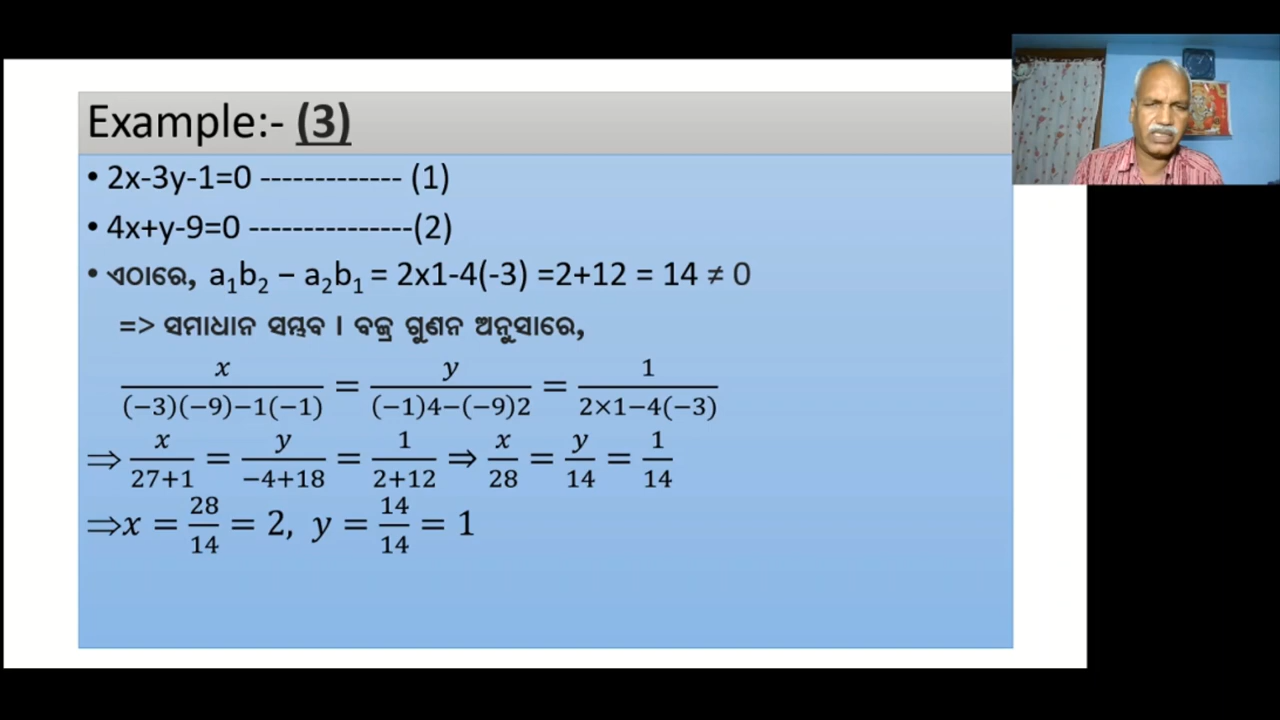 Example:- (3)
• 2x-3y-1=0 ------------- (1)
• 4x+y-9=0 ---------------(2)
• ଏଠାରେ, a₁b₂ – a₂b₁ = 2x1-4(-3) =2+12 = 14 ≠ 0
=> ସମାଧାନ ସମ୍ଭବ । ବଜ୍ର ଗୁଣନ ଅନୁସାରେ,
x/((−3)(−9)−1(−1)) = y/((−1)4−(−9)2) = 1/(2×1−4(−3))
⇒ x/(27+1) = y/(−4+18) = 1/(2+12) ⇒ x/28 = y/14 = 1/14
⇒x = 28/14 = 2, y = 14/14 = 1